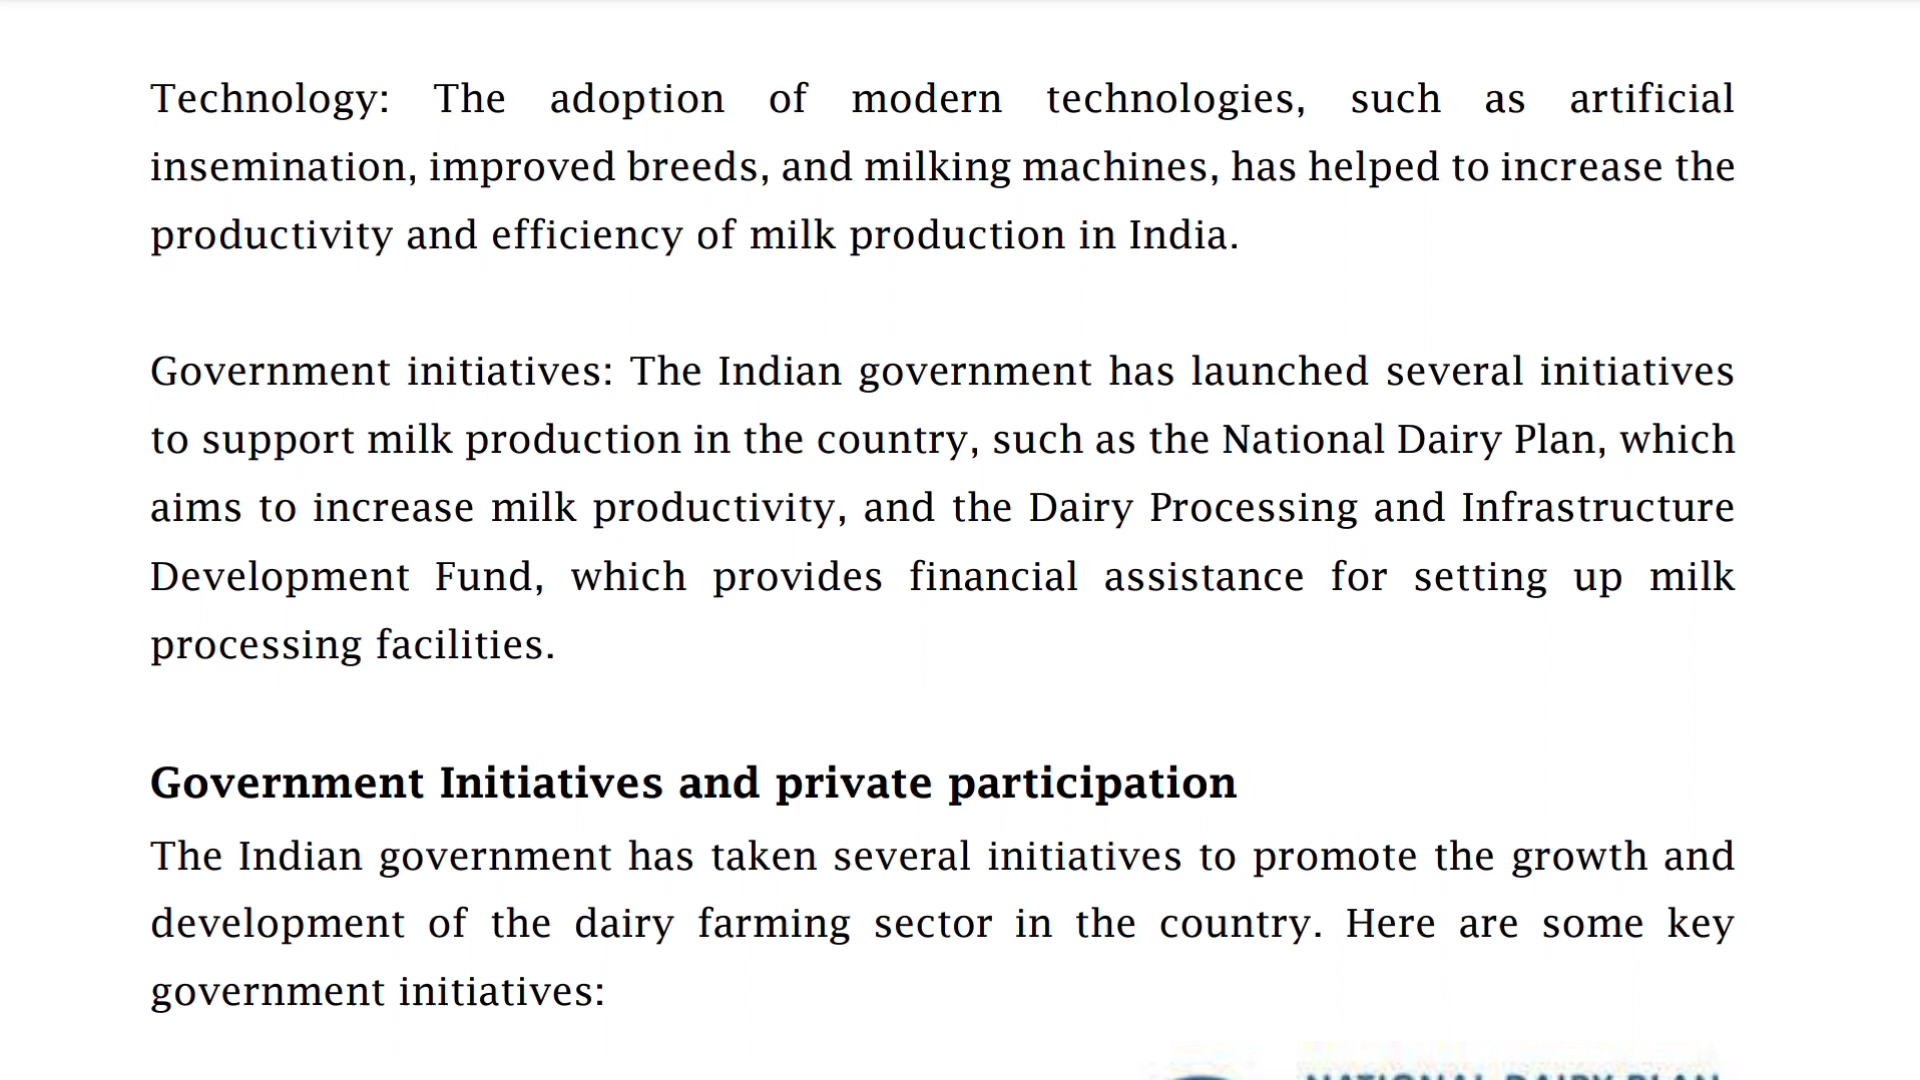 Technology: The adoption of modern technologies, such as artificial
insemination, improved breeds, and milking machines, has helped to increase the
productivity and efficiency of milk production in India.
Government initiatives: The Indian government has launched several initiatives
to support milk production in the country, such as the National Dairy Plan, which
aims to increase milk productivity, and the Dairy Processing and Infrastructure
Development Fund, which provides financial assistance for setting up milk
processing facilities.
Government Initiatives and private participation
The Indian government has taken several initiatives to promote the growth and
development of the dairy farming sector in the country. Here are some key
government initiatives:
NATIONAL DAIRY PLAN